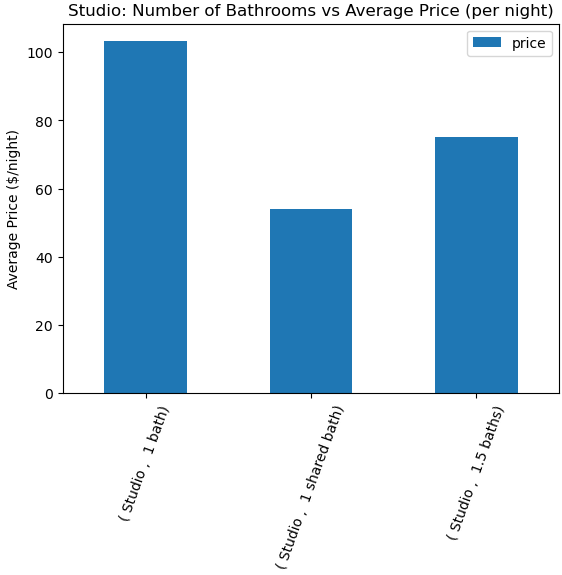 Studio: Number of Bathrooms vs Average Price (per night)
price
Average Price ($/night)
100
80
60
40
20
0
( Studio ,  1 bath)
( Studio ,  1 shared bath)
( Studio ,  1.5 baths)